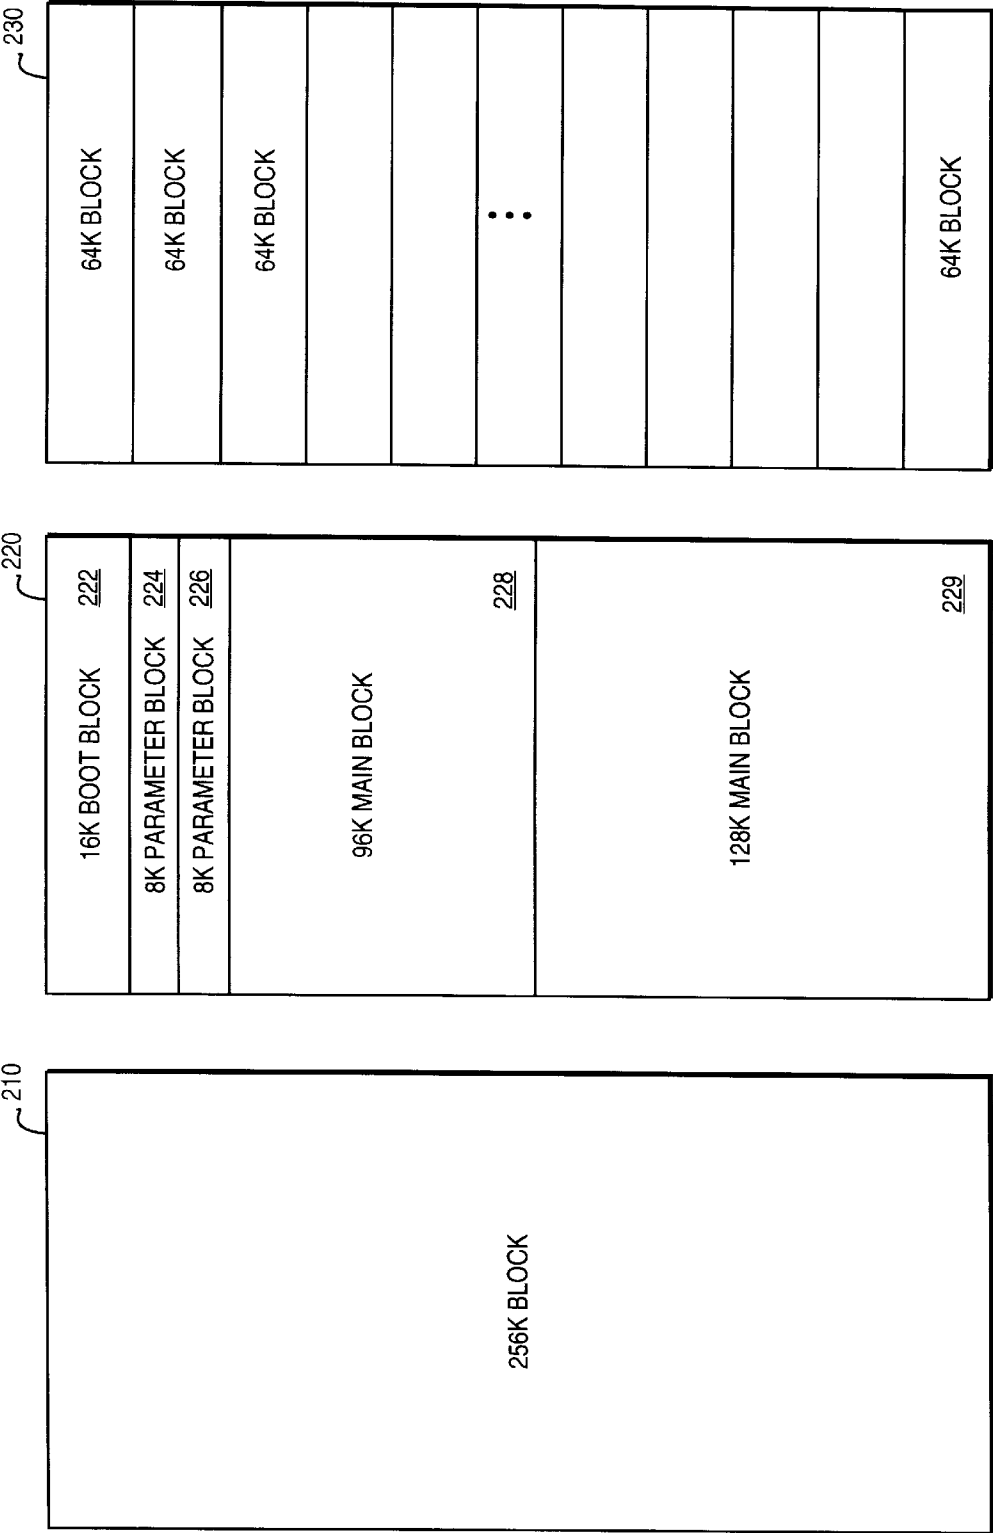 210
256K BLOCK
220
16K BOOT BLOCK 222
8K PARAMETER BLOCK 224
8K PARAMETER BLOCK 226
96K MAIN BLOCK
228
128K MAIN BLOCK
229
230
64K BLOCK
64K BLOCK
64K BLOCK
64K BLOCK